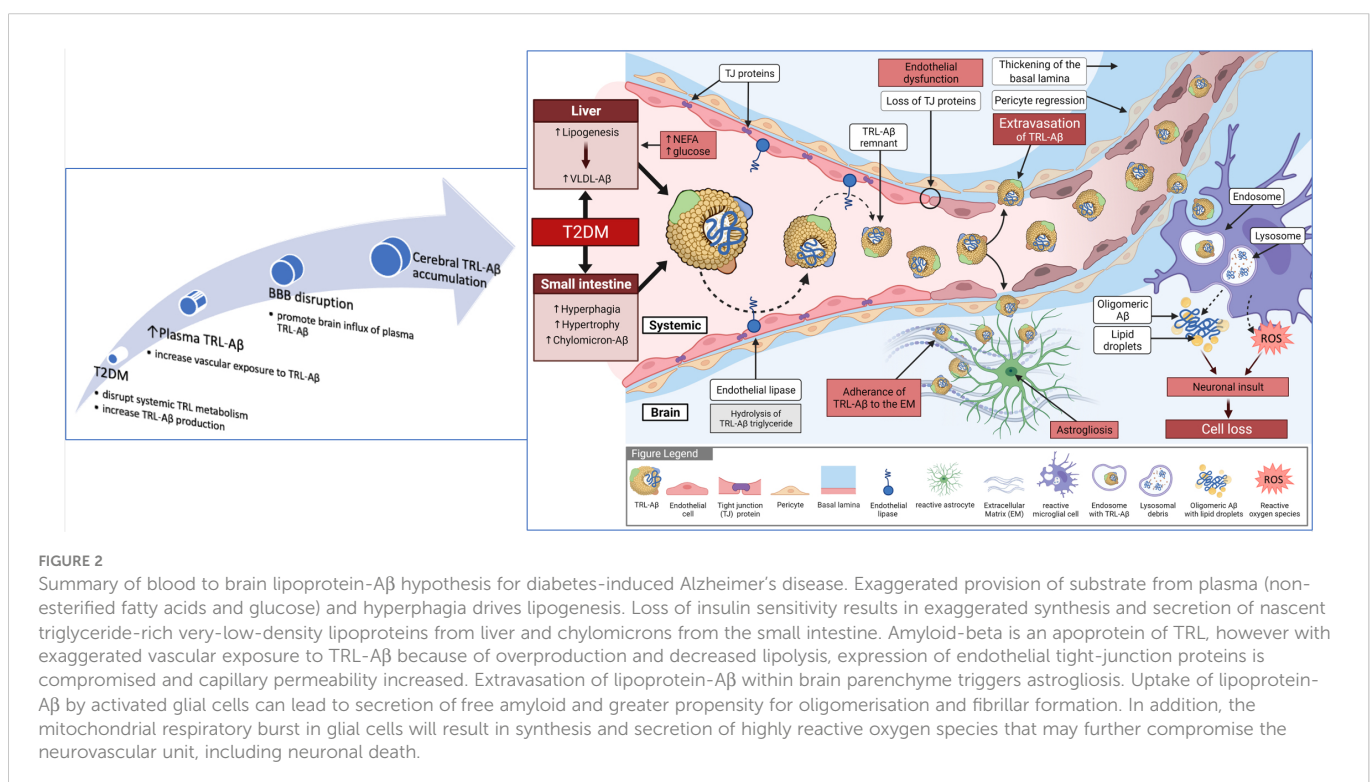 Cerebral TRL-Aβ
accumulation
BBB disruption
• promote brain influx of plasma
TRL-Aβ
↑Plasma TRL-Aβ
• increase vascular exposure to TRL-Aβ
T2DM
• disrupt systemic TRL metabolism
• increase TRL-Aβ production
Liver
↑Lipogenesis
↑VLDL-Aβ
↑NEFA
↑glucose
T2DM
Small intestine
↑Hyperphagia
↑Hypertrophy
↑Chylomicron-Aβ
Systemic
Brain
TJ proteins
Endothelial lipase
Hydrolysis of
TRL-Aβ triglyceride
TRL-Aβ
remnant
Endothelial
dysfunction
Loss of TJ proteins
Thickening of the
basal lamina
Pericyte regression
Extravasation
of TRL-Aβ
Adherance of
TRL-Aβ to the EM
Astrogliosis
Endosome
Lysosome
Oligomeric
Aβ
Lipid
droplets
ROS
Neuronal insult
Cell loss
Figure Legend
TRL-Aβ
Endothelial
cell
Tight junction
(TJ) protein
Pericyte
Basal lamina
Endothelial
lipase
reactive astrocyte
Extracellular
Matrix (EM)
reactive
microglial cell
Endosome
with TRL-Aβ
Lysosomal
debris
Oligomeric Aβ
with lipid droplets
ROS
Reactive
oxygen species
FIGURE 2
Summary of blood to brain lipoprotein-Aβ hypothesis for diabetes-induced Alzheimer's disease. Exaggerated provision of substrate from plasma (non-
esterified fatty acids and glucose) and hyperphagia drives lipogenesis. Loss of insulin sensitivity results in exaggerated synthesis and secretion of nascent
triglyceride-rich very-low-density lipoproteins from liver and chylomicrons from the small intestine. Amyloid-beta is an apoprotein of TRL, however with
exaggerated vascular exposure to TRL-Aβ because of overproduction and decreased lipolysis, expression of endothelial tight-junction proteins is
compromised and capillary permeability increased. Extravasation of lipoprotein-Aβ within brain parenchyme triggers astrogliosis. Uptake of lipoprotein-
Aβ by activated glial cells can lead to secretion of free amyloid and greater propensity for oligomerisation and fibrillar formation. In addition, the
mitochondrial respiratory burst in glial cells will result in synthesis and secretion of highly reactive oxygen species that may further compromise the
neurovascular unit, including neuronal death.